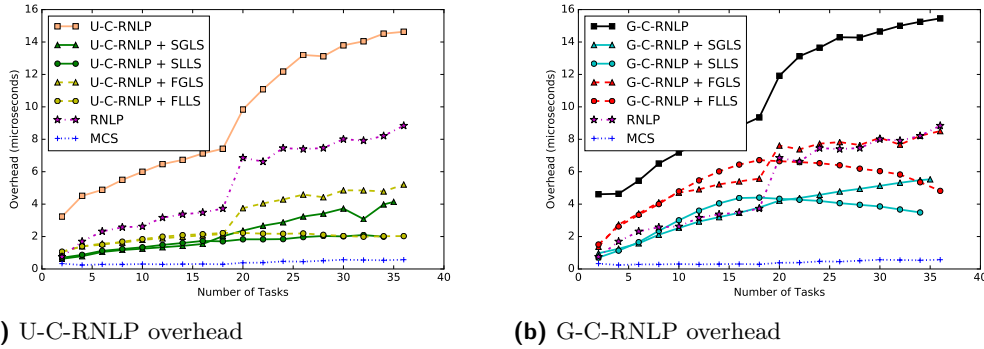 16
14
12
10
8
6
4
2
0
Overhead (microseconds)
U-C-RNLP
U-C-RNLP + SGLS
U-C-RNLP + SLLS
U-C-RNLP + FGLS
U-C-RNLP + FLLS
RNLP
MCS
0 5 10 15 20 25 30 35 40
Number of Tasks
) U-C-RNLP overhead
16
14
12
10
8
6
4
2
0
Overhead (microseconds)
G-C-RNLP
G-C-RNLP + SGLS
G-C-RNLP + SLLS
G-C-RNLP + FGLS
G-C-RNLP + FLLS
RNLP
MCS
0 5 10 15 20 25 30 35 40
Number of Tasks
(b) G-C-RNLP overhead